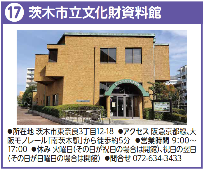 ⑰ 茨木市立文化財資料館
●所在地 茨木市東奈良3丁目12-18 ●アクセス 阪急京都線、大
阪モノレール「南茨木駅」から徒歩約5分 ●営業時間 9:00～
17:00 ●休み 火曜日(その日が祝日の場合は開館)、祝日の翌日
(その日が日曜日の場合は開館) ●問合せ 072-634-3433